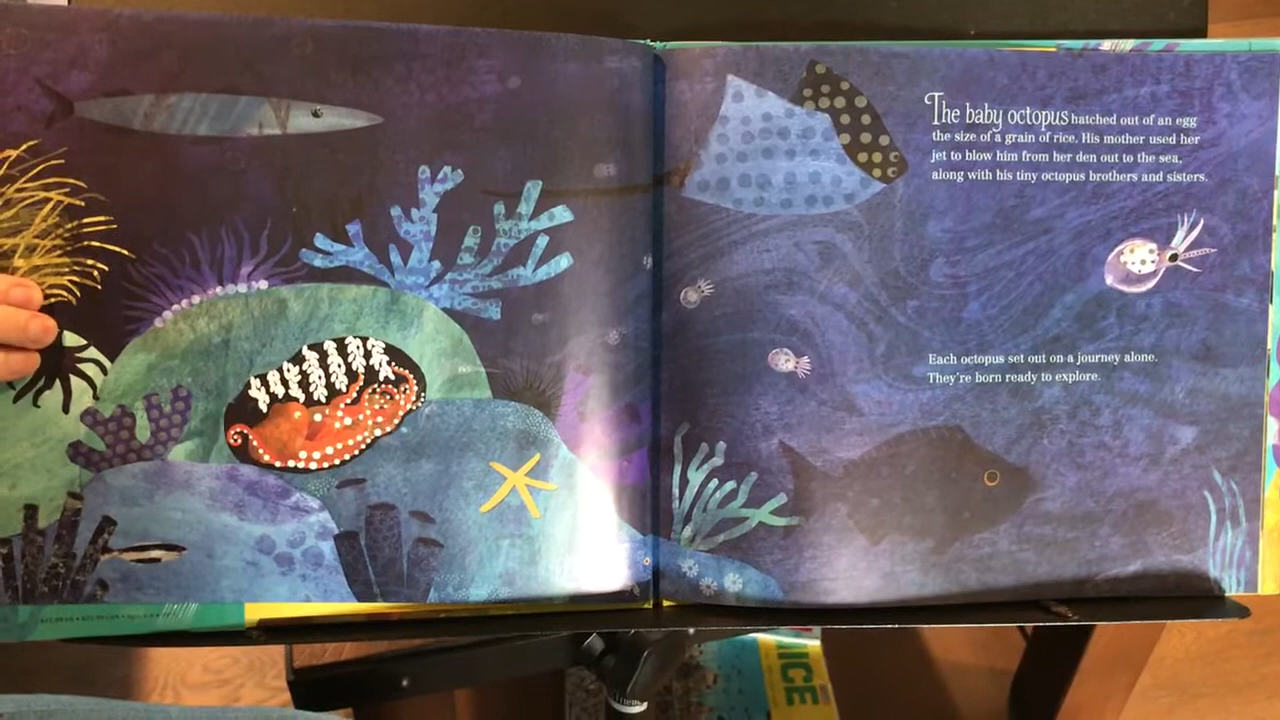 The baby octopus hatched out of an egg
the size of a grain of rice. His mother used her
jet to blow him from her den out to the sea,
along with his tiny octopus brothers and sisters.
Each octopus set out on a journey alone.
They're born ready to explore.